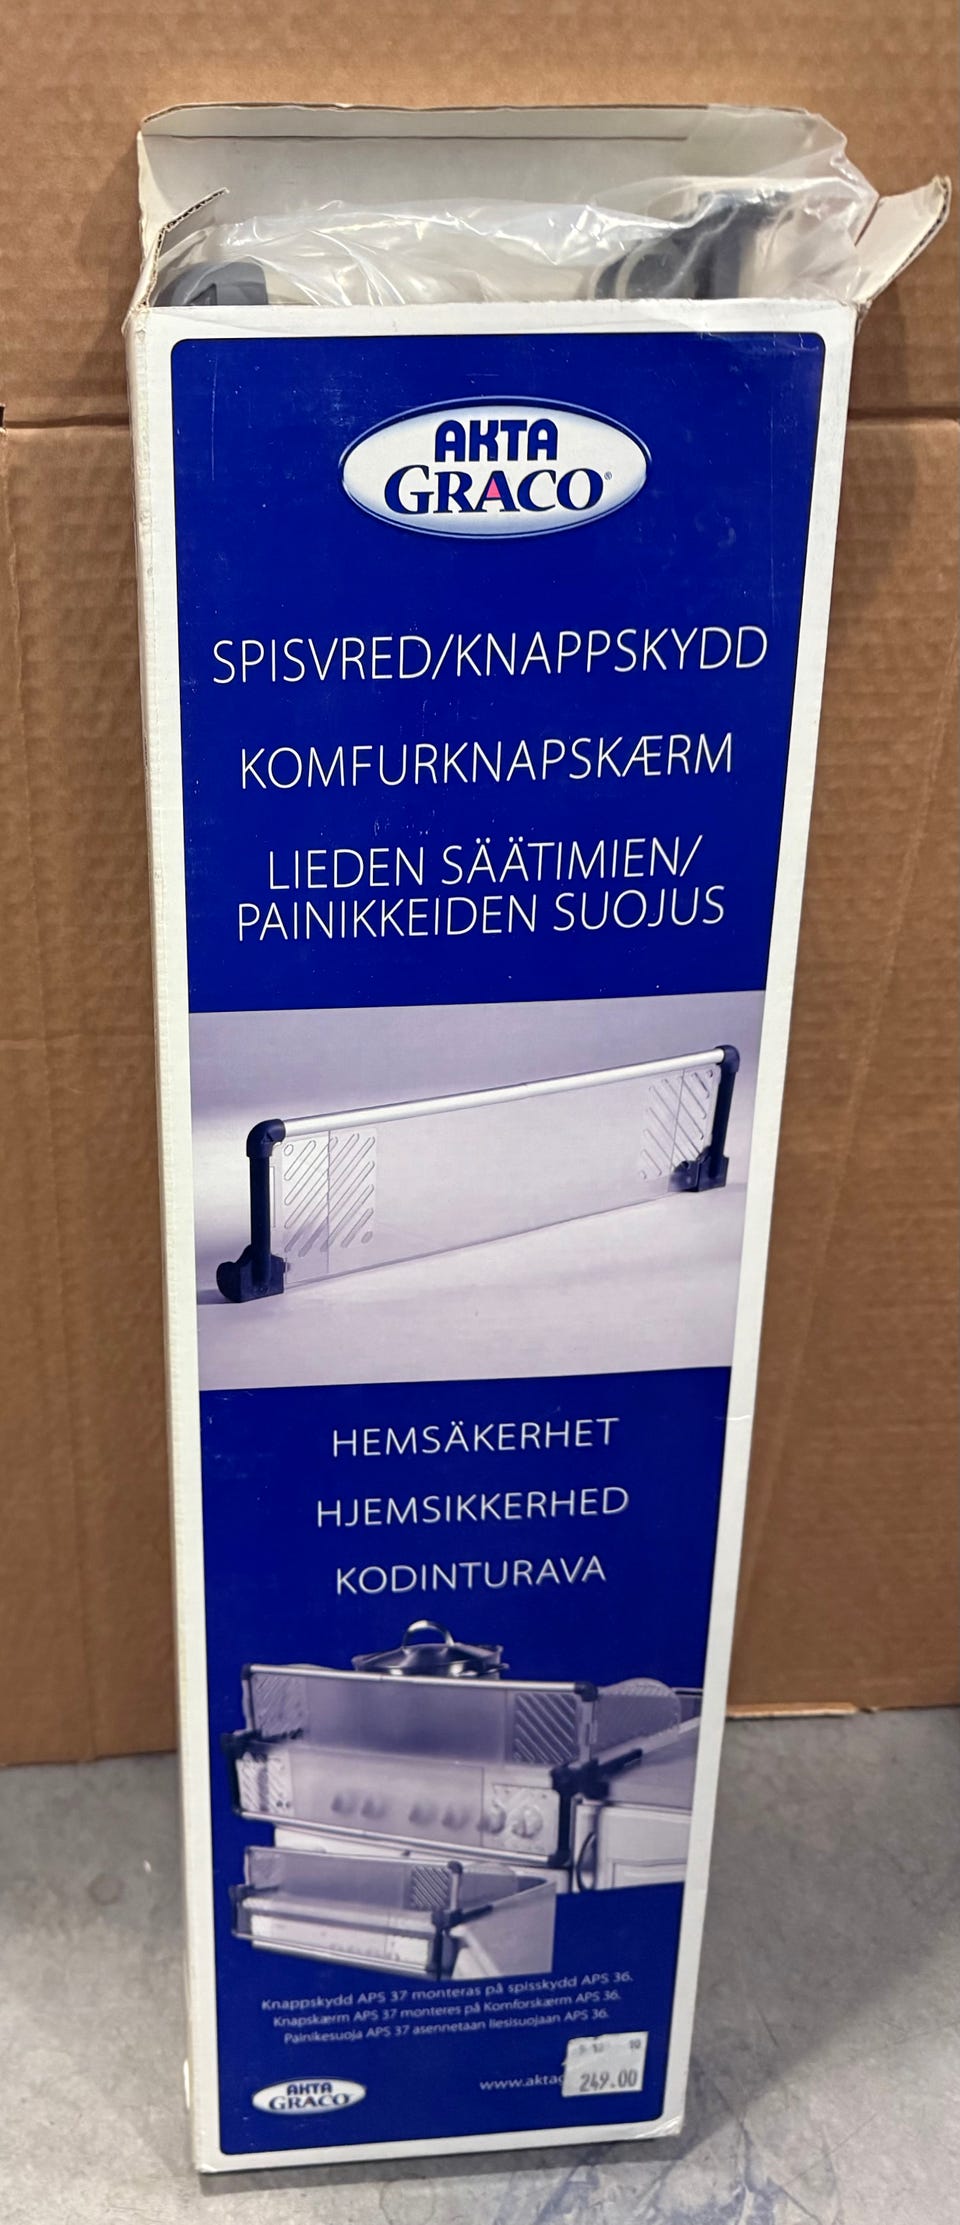 AKTA
GRACO®
SPISVRED/KNAPPSKYDD
KOMFURKNAPSKÆRM
LIEDEN SÄÄTIMIEN/
PAINIKKEIDEN SUOJUS
HEMSÄKERHET
HJEMSIKKERHED
KODINTURAVA
Knappskydd APS 37 monteras på spisskydd APS 36.
Knapskærm APS 37 monteres på Komforskærm APS 36.
Painikesuoja APS 37 asennetaan liesisuojaan APS 36.
AKTA
GRACO
www.aktag
249.00